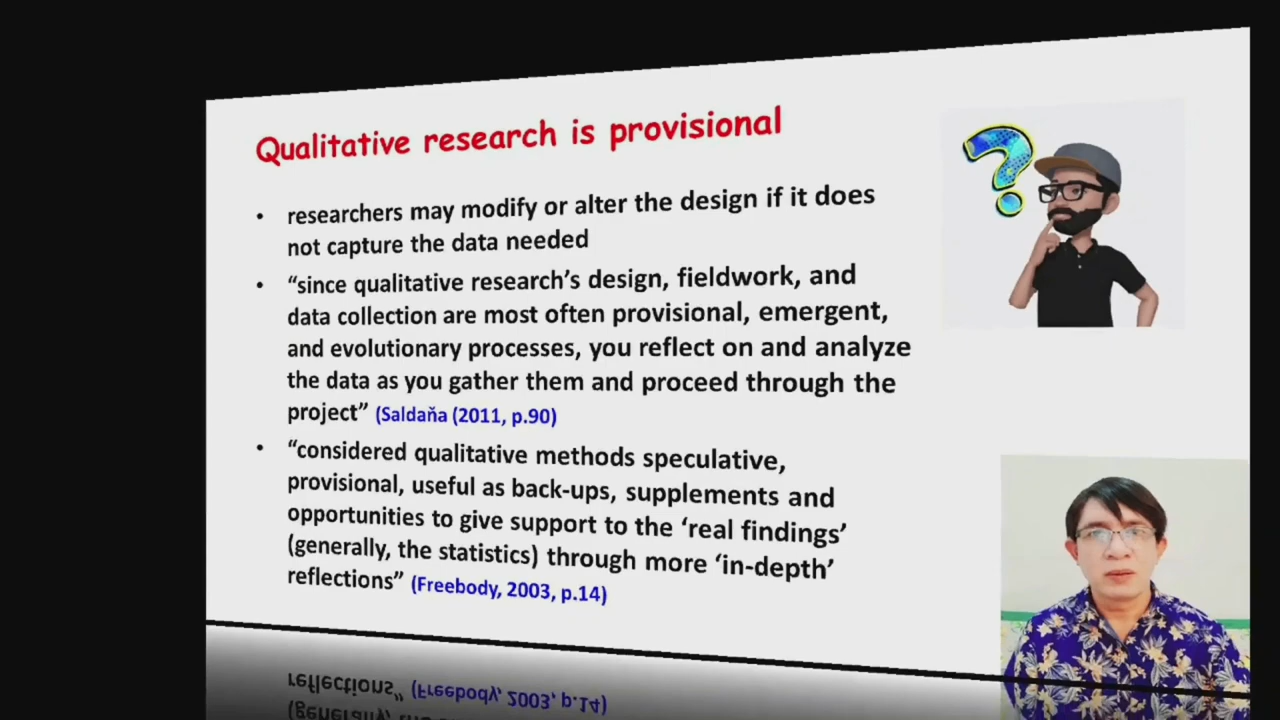 Qualitative research is provisional
• researchers may modify or alter the design if it does
not capture the data needed
• “since qualitative research’s design, fieldwork, and
data collection are most often provisional, emergent,
and evolutionary processes, you reflect on and analyze
the data as you gather them and proceed through the
project” (Saldaňa (2011, p.90)
• “considered qualitative methods speculative,
provisional, useful as back-ups, supplements and
opportunities to give support to the ‘real findings’
(generally, the statistics) through more ‘in-depth’
reflections” (Freebody, 2003, p.14)